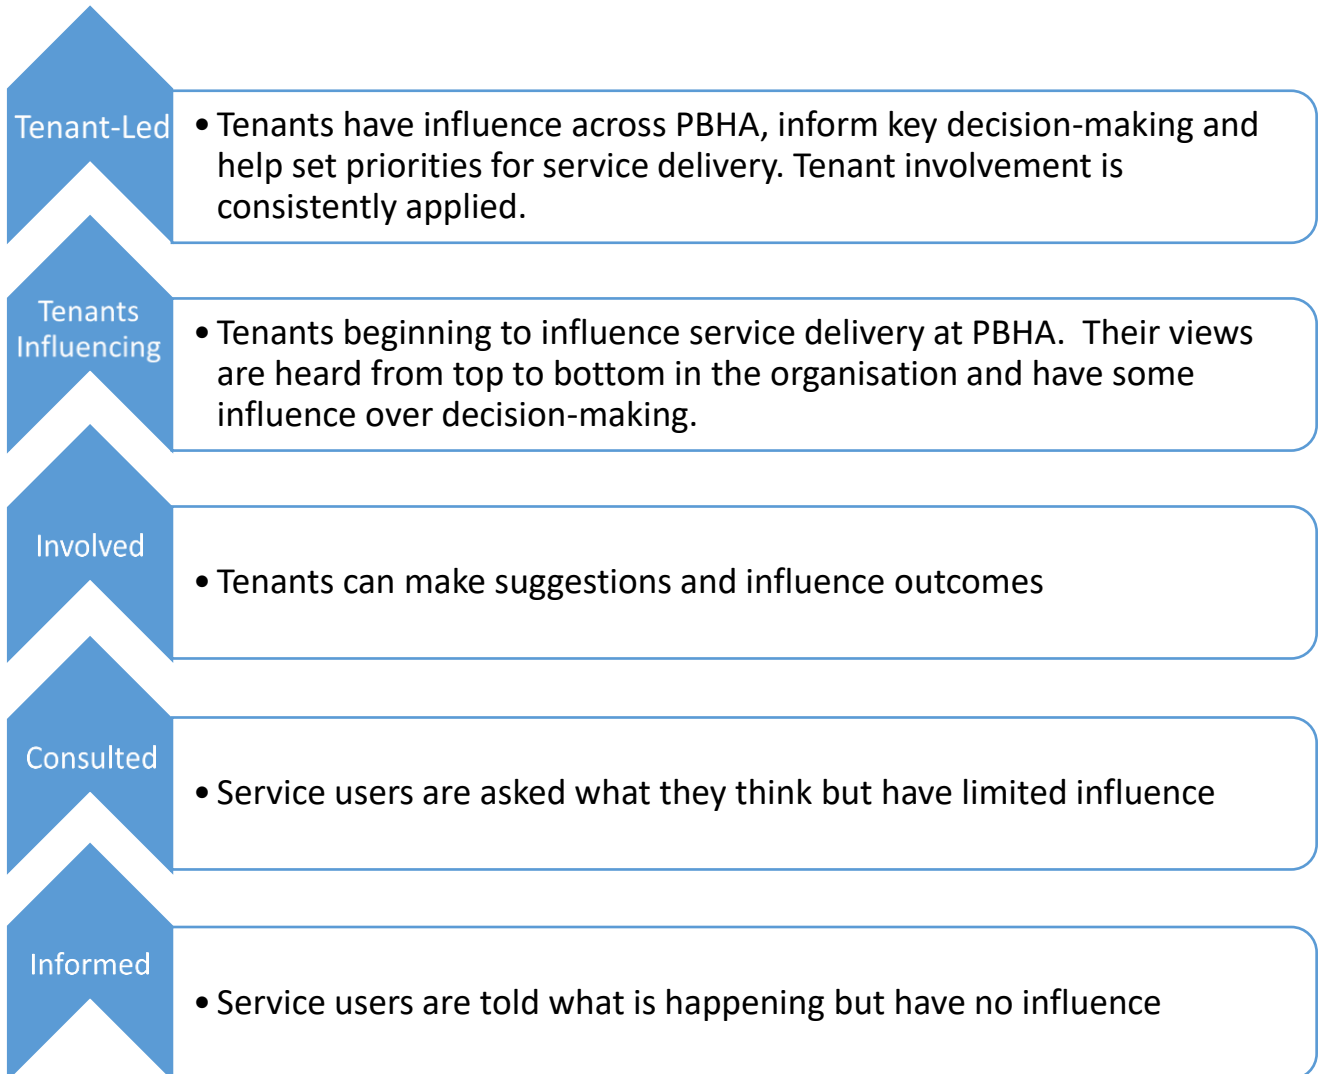 Tenant-Led
• Tenants have influence across PBHA, inform key decision-making and
help set priorities for service delivery. Tenant involvement is
consistently applied.
Tenants
Influencing
• Tenants beginning to influence service delivery at PBHA.  Their views
are heard from top to bottom in the organisation and have some
influence over decision-making.
Involved
• Tenants can make suggestions and influence outcomes
Consulted
• Service users are asked what they think but have limited influence
Informed
• Service users are told what is happening but have no influence